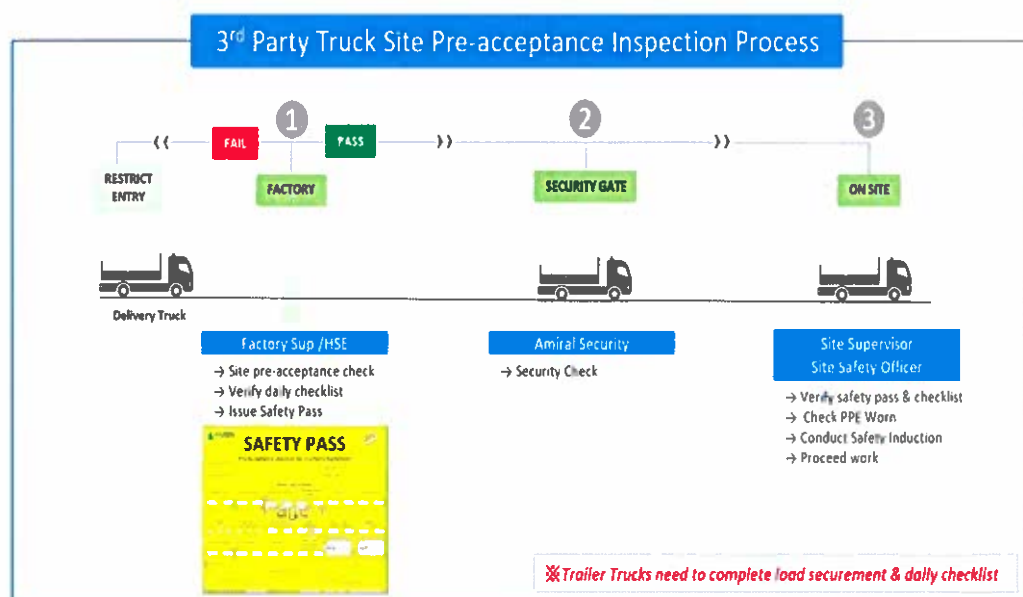 3rd Party Truck Site Pre-acceptance Inspection Process
1
2
3
<<
FAIL
PASS
>>
>>
RESTRICT
ENTRY
FACTORY
SECURITY GATE
ON SITE
Delivery Truck
Factory Sup /HSE
→ Site pre-acceptance check
→ Verify daily checklist
→ Issue Safety Pass
SAFETY PASS
Amiral Security
→ Security Check
Site Supervisor
Site Safety Officer
→ Verify safety pass & checklist
→ Check PPE Worn
→ Conduct Safety Induction
→ Proceed work
※Trailer Trucks need to complete load securement & daily checklist